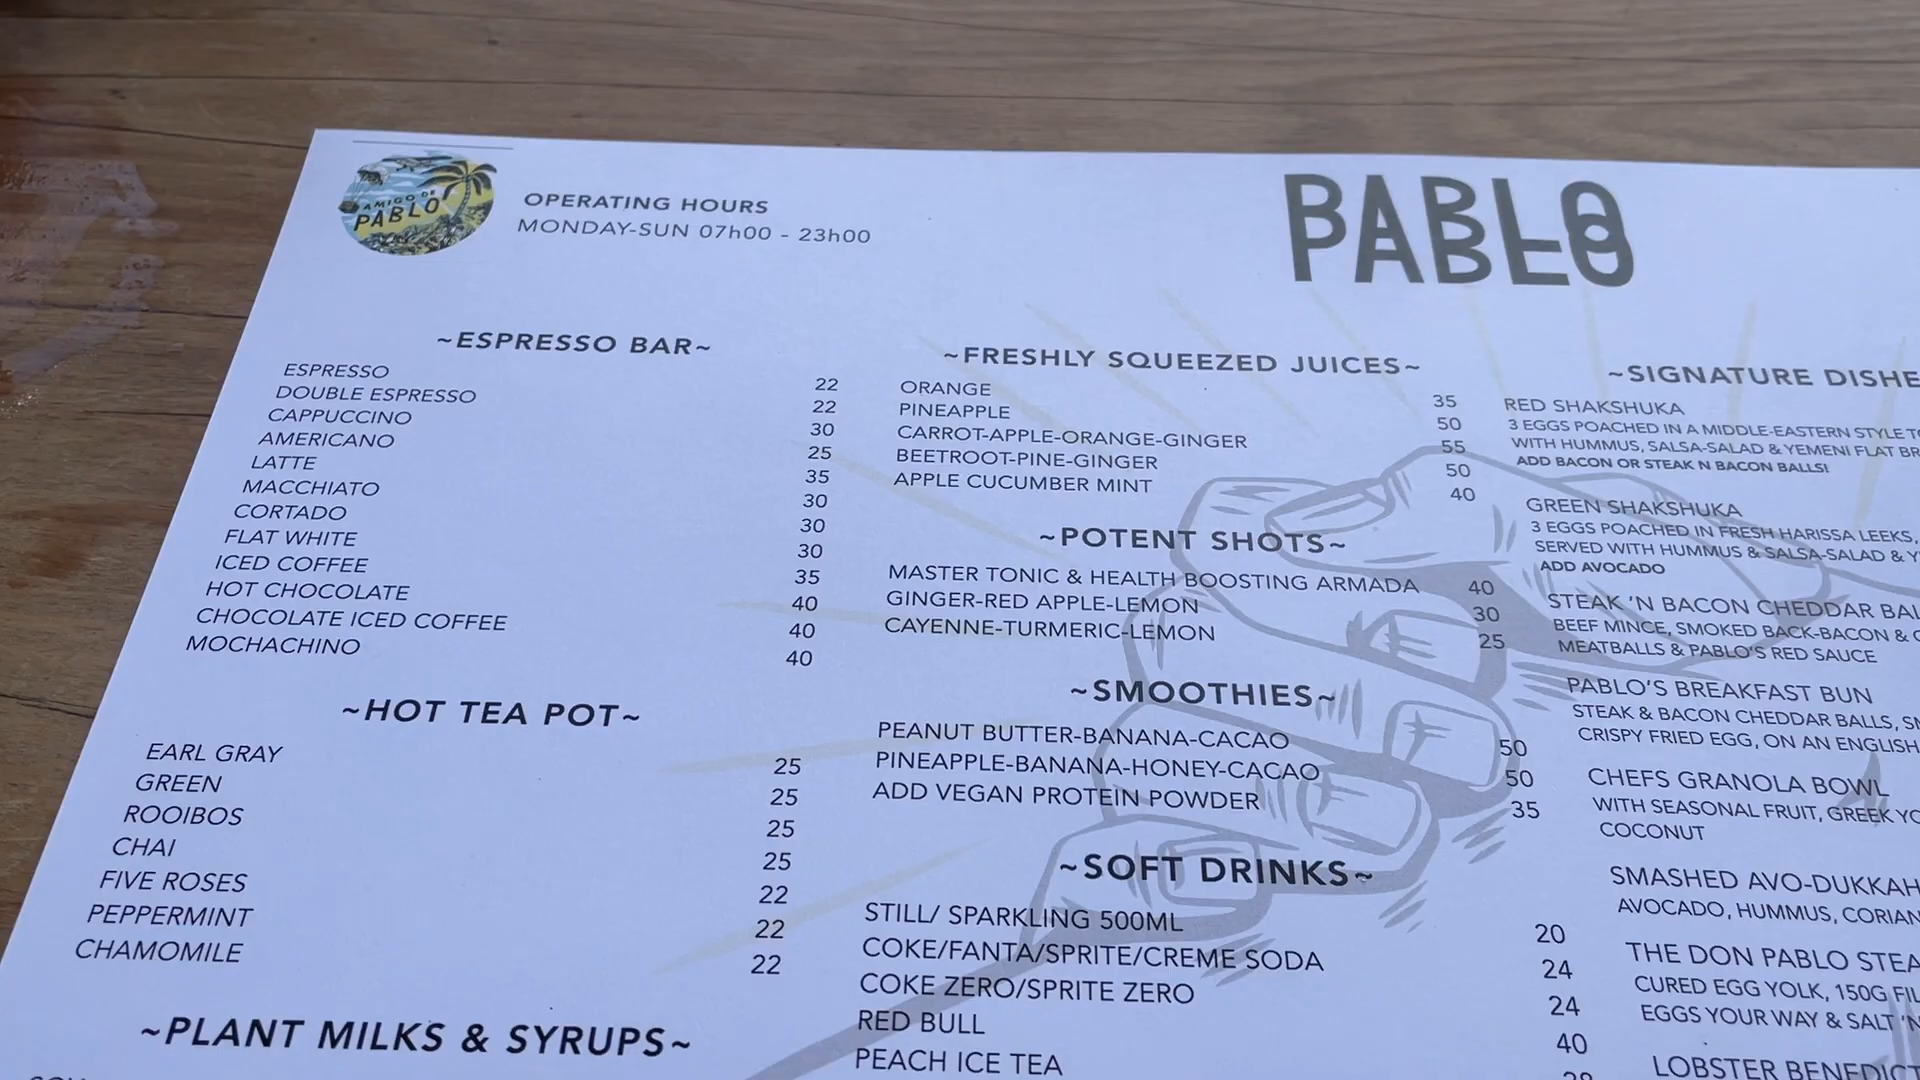 AMIGO DE
PABLO
OPERATING HOURS
MONDAY-SUN 07h00 - 23h00
PABLO
~ESPRESSO BAR~
ESPRESSO 22
DOUBLE ESPRESSO 22
CAPPUCCINO 30
AMERICANO 25
LATTE 35
MACCHIATO 30
CORTADO 30
FLAT WHITE 30
ICED COFFEE 35
HOT CHOCOLATE 40
CHOCOLATE ICED COFFEE 40
MOCHACHINO 40
~HOT TEA POT~
EARL GRAY 25
GREEN 25
ROOIBOS 25
CHAI 25
FIVE ROSES 22
PEPPERMINT 22
CHAMOMILE 22
~PLANT MILKS & SYRUPS~
~FRESHLY SQUEEZED JUICES~
ORANGE 35
PINEAPPLE 50
CARROT-APPLE-ORANGE-GINGER 55
BEETROOT-PINE-GINGER 50
APPLE CUCUMBER MINT 40
~POTENT SHOTS~
MASTER TONIC & HEALTH BOOSTING ARMADA 40
GINGER-RED APPLE-LEMON 30
CAYENNE-TURMERIC-LEMON 25
~SMOOTHIES~
PEANUT BUTTER-BANANA-CACAO 50
PINEAPPLE-BANANA-HONEY-CACAO 50
ADD VEGAN PROTEIN POWDER 35
~SOFT DRINKS~
STILL/ SPARKLING 500ML 20
COKE/FANTA/SPRITE/CREME SODA 24
COKE ZERO/SPRITE ZERO 24
RED BULL 40
PEACH ICE TEA
~SIGNATURE DISHE
RED SHAKSHUKA
3 EGGS POACHED IN A MIDDLE-EASTERN STYLE
WITH HUMMUS, SALSA-SALAD & YEMENI FLAT BR
ADD BACON OR STEAK N BACON BALLS!
GREEN SHAKSHUKA
3 EGGS POACHED IN FRESH HARISSA LEEKS,
SERVED WITH HUMMUS & SALSA-SALAD &
ADD AVOCADO
STEAK 'N BACON CHEDDAR BAL
BEEF MINCE, SMOKED BACK-BACON &
MEATBALLS & PABLO'S RED SAUCE
PABLO'S BREAKFAST BUN
STEAK & BACON CHEDDAR BALLS,
CRISPY FRIED EGG, ON AN ENGLISH
CHEFS GRANOLA BOWL
WITH SEASONAL FRUIT, GREEK YO
COCONUT
SMASHED AVO-DUKKAH
AVOCADO, HUMMUS, CORIAN
THE DON PABLO STEA
CURED EGG YOLK, 150G FIL
EGGS YOUR WAY & SALT 'N
LOBSTER BENEDICT